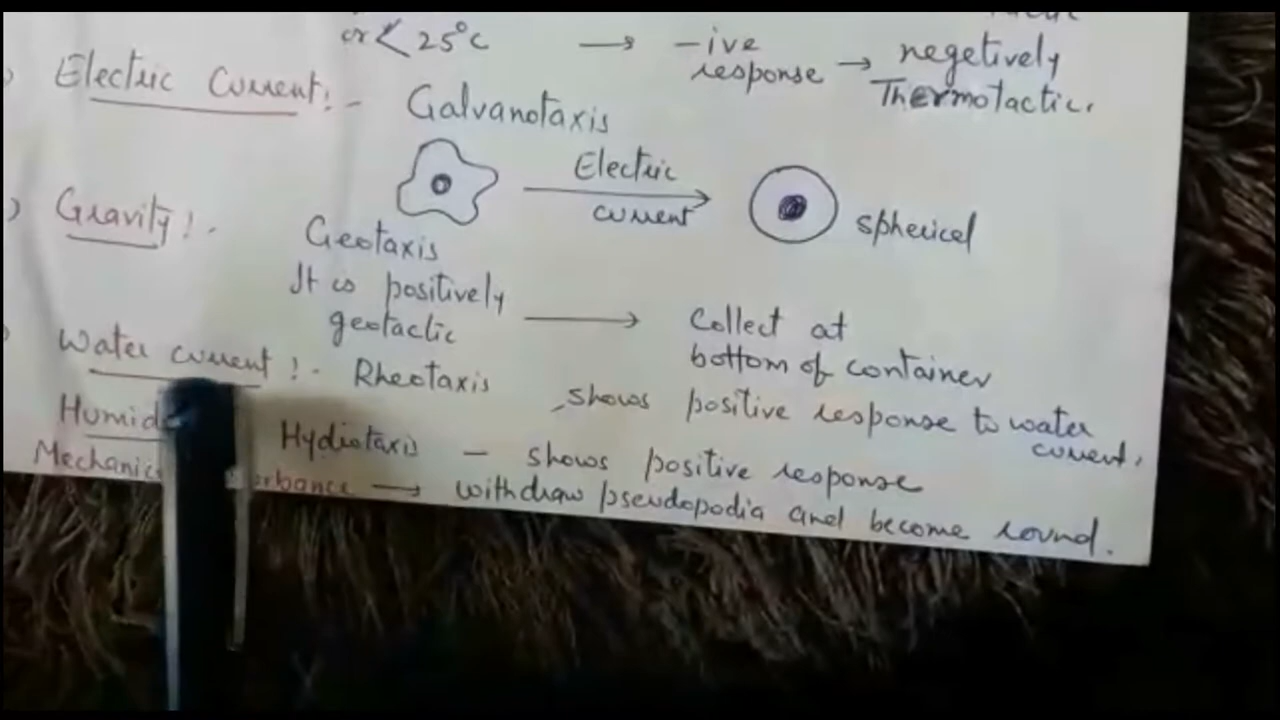 or < 25°C → -ive response → negetively Thermotactic.
Electric Current! - Galvanotaxis
Electric current
spherical
Gravity! - Geotaxis
It is positively geotactic → Collect at bottom of container
Water current! - Rheotaxis , shows positive response to water current.
Hydrotaxis - shows positive response
→ withdraw pseudopodia and become round.